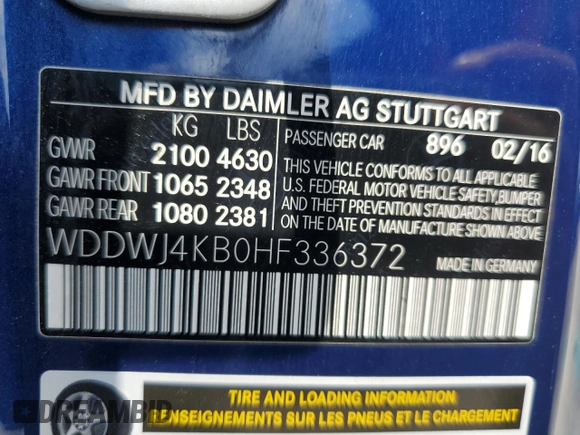 MFD BY DAIMLER AG STUTTGART
KG LBS
GVWR 2100 4630
GAWR FRONT 1065 2348
GAWR REAR 1080 2381
PASSENGER CAR 896 02/16
THIS VEHICLE CONFORMS TO ALL APPLICABLE
U.S. FEDERAL MOTOR VEHICLE SAFETY,BUMPER
AND THEFT PREVENTION STANDARDS IN EFFECT
ON THE DATE OF MANUFACTURE SHOWN ABOVE.
WDDWJ4KB0HF336372
MADE IN GERMANY
TIRE AND LOADING INFORMATION
RENSEIGNEMENTS SUR LES PNEUS ET LE CHARGEMENT
DREAMBID